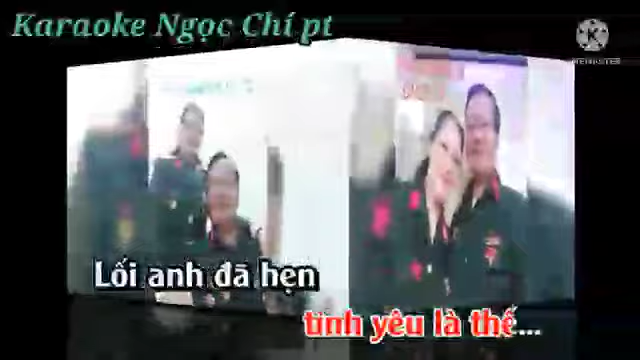 Karaoke Ngọc Chí pt
Lối anh đã hẹn
tình yêu là thế...